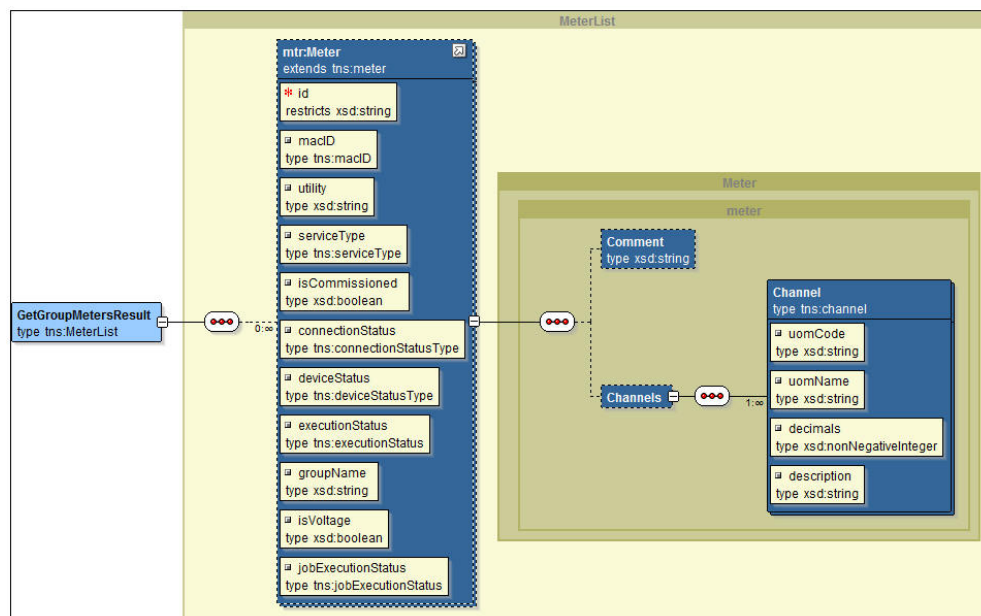 MeterList
mtr:Meter
extends tns:meter
id
restricts xsd:string
macID
type tns:macID
utility
type xsd:string
serviceType
type tns:serviceType
isCommissioned
type xsd:boolean
connectionStatus
type tns:connectionStatusType
deviceStatus
type tns:deviceStatusType
executionStatus
type tns:executionStatus
groupName
type xsd:string
isVoltage
type xsd:boolean
jobExecutionStatus
type tns:jobExecutionStatus
GetGroupMetersResult
type tns:MeterList
0:∞
Meter
meter
Comment
type xsd:string
Channels
1:∞
Channel
type tns:channel
uomCode
type xsd:string
uomName
type xsd:string
decimals
type xsd:nonNegativeInteger
description
type xsd:string